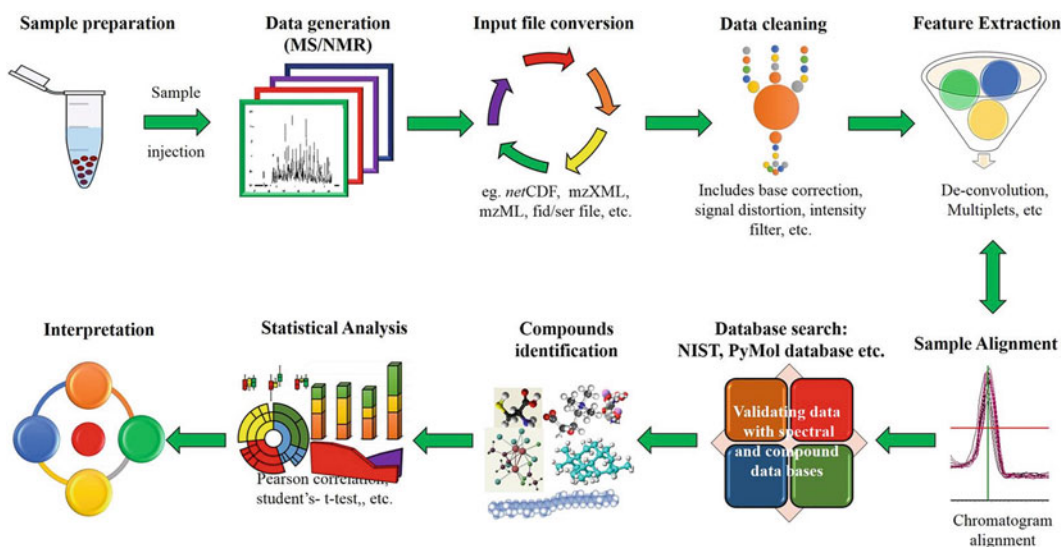 Sample preparation
Sample
injection
Data generation
(MS/NMR)
Input file conversion
eg. netCDF, mzXML,
mzML, fid/ser file, etc.
Data cleaning
Includes base correction,
signal distortion, intensity
filter, etc.
Feature Extraction
De-convolution,
Multiplets, etc
Sample Alignment
Chromatogram
alignment
Database search:
NIST, PyMol database etc.
Validating data
with spectral
and compound
data bases
Compounds
identification
Statistical Analysis
Pearson correlation,
student's- t-test,, etc.
Interpretation